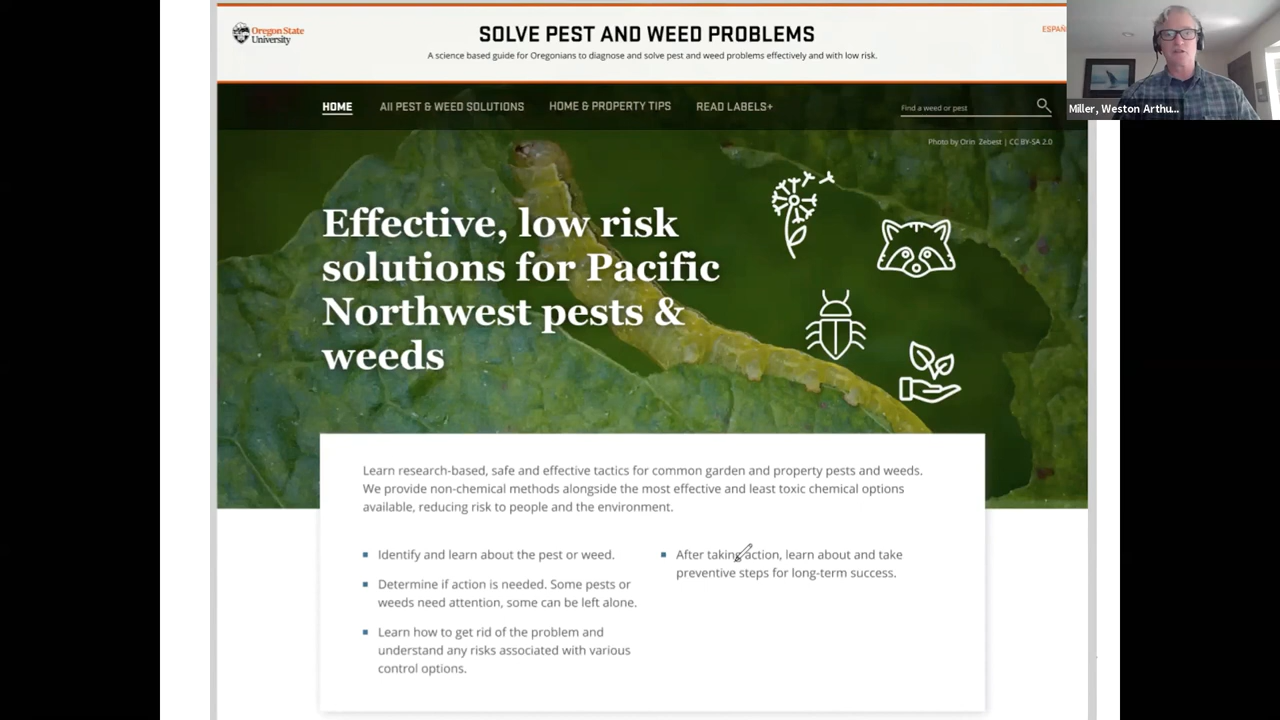 Oregon State
University
SOLVE PEST AND WEED PROBLEMS
A science based guide for Oregonians to diagnose and solve pest and weed problems effectively and with low risk.
ESPAÑ
Miller, Weston Arthu...
HOME
All PEST & WEED SOLUTIONS
HOME & PROPERTY TIPS
READ LABELS+
Find a weed or pest
Photo by Orin Zebest | CC BY-SA 2.0
Effective, low risk
solutions for Pacific
Northwest pests &
weeds
Learn research-based, safe and effective tactics for common garden and property pests and weeds.
We provide non-chemical methods alongside the most effective and least toxic chemical options
available, reducing risk to people and the environment.
Identify and learn about the pest or weed.
Determine if action is needed. Some pests or
weeds need attention, some can be left alone.
Learn how to get rid of the problem and
understand any risks associated with various
control options.
After taking action, learn about and take
preventive steps for long-term success.